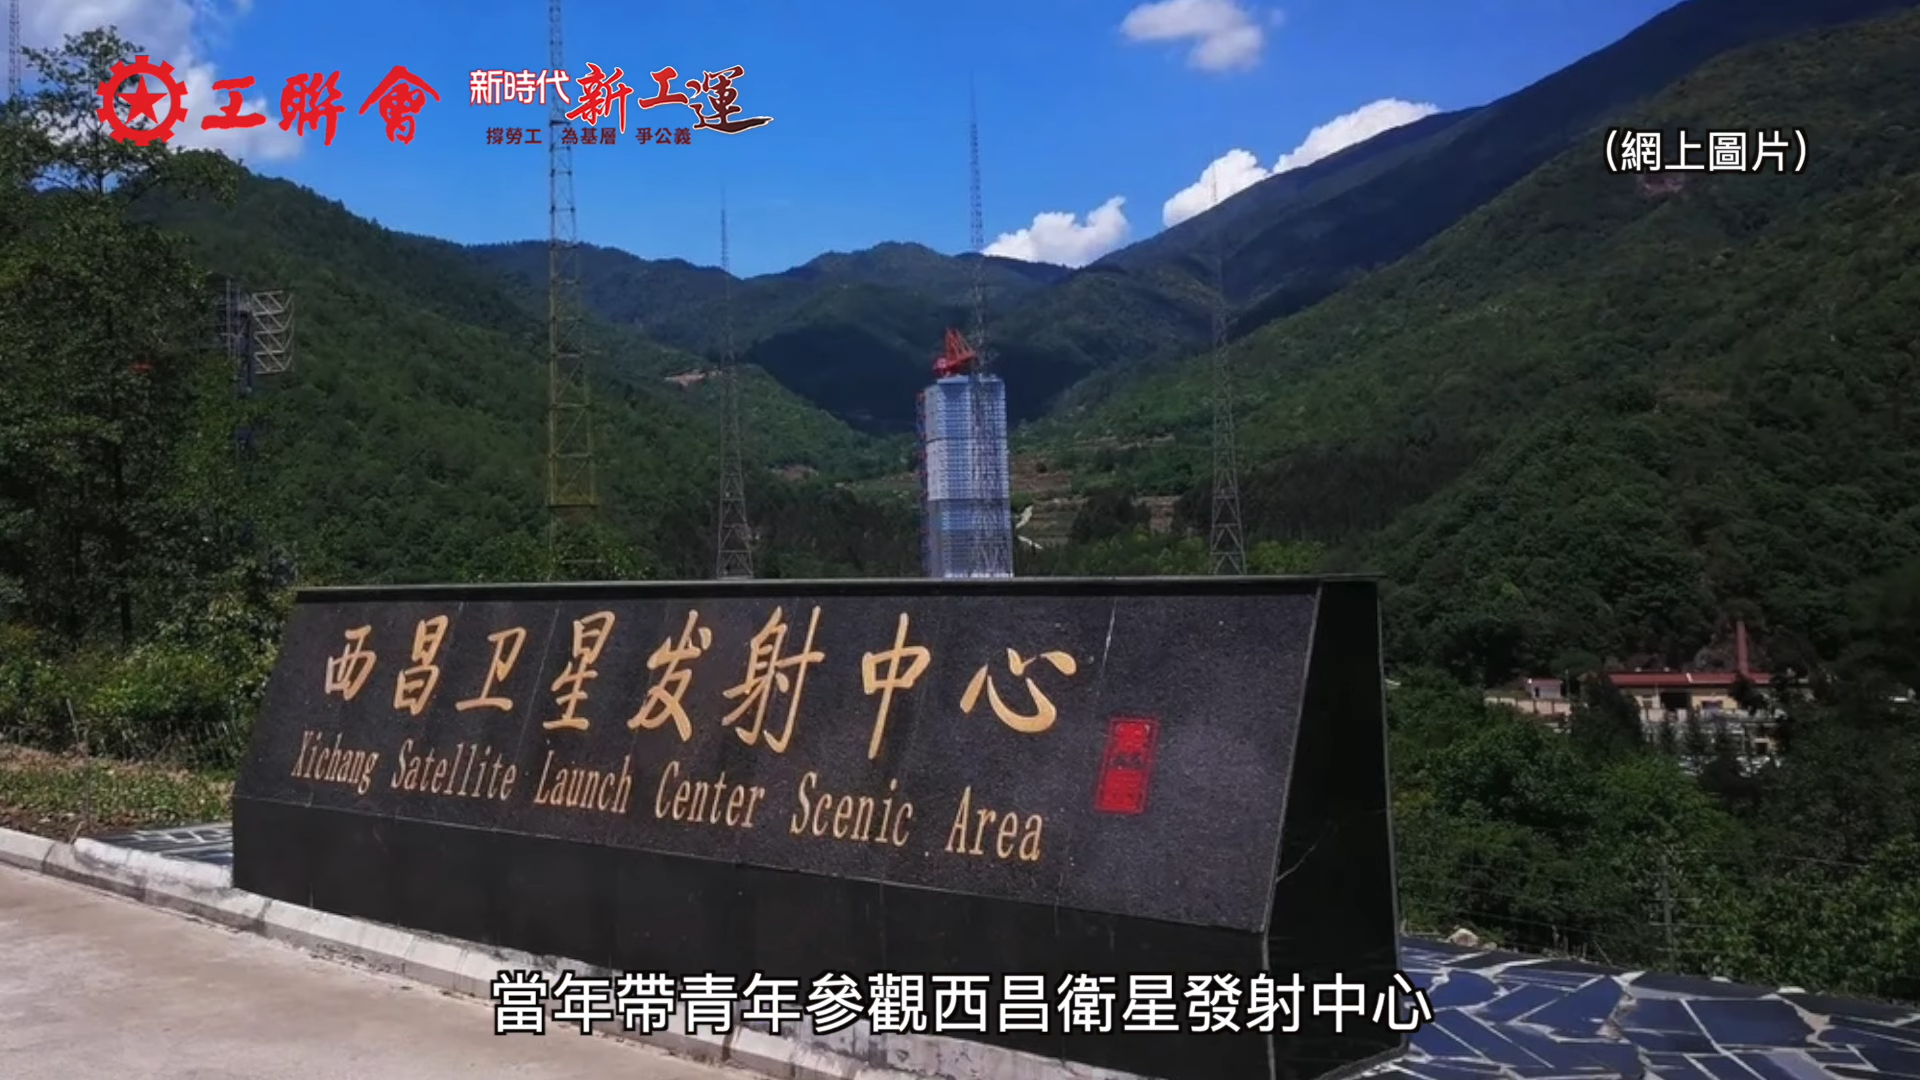 工聯會
新時代新工運
撐勞工 為基層 爭公義
(網上圖片)
西昌卫星发射中心
Xichang Satellite Launch Center Scenic Area
當年帶青年參觀西昌衛星發射中心